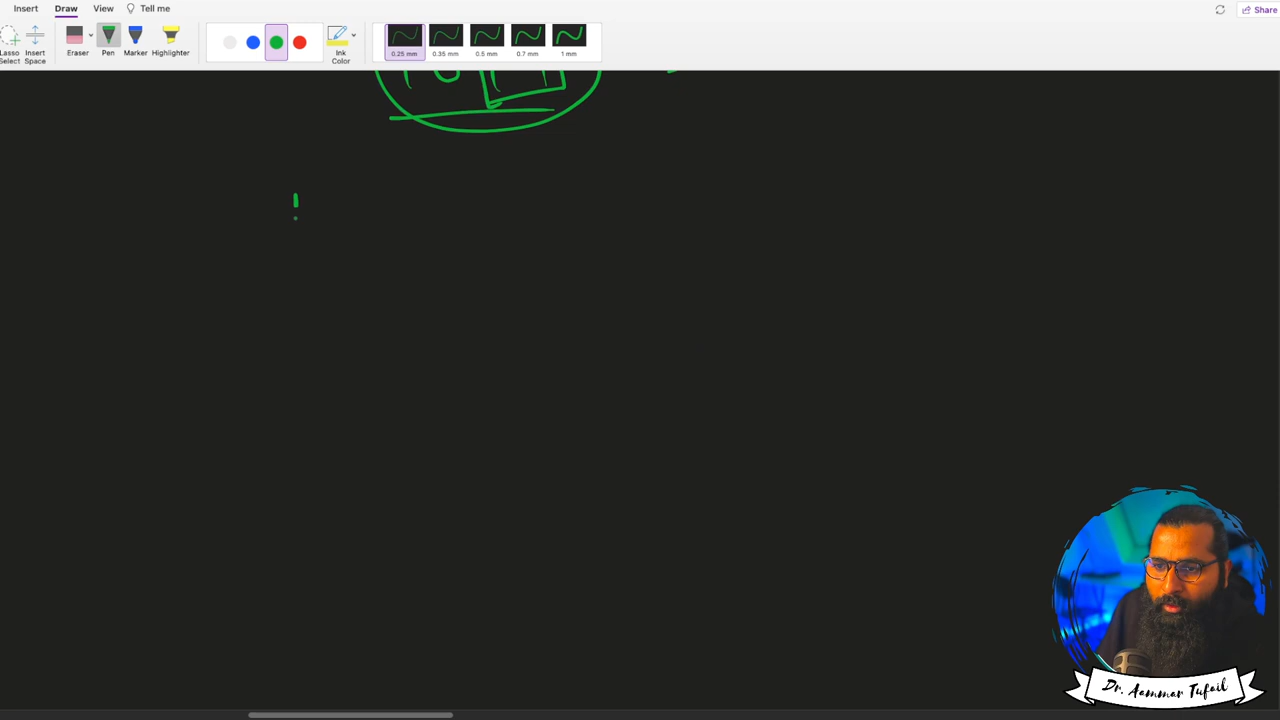 Insert Draw View Tell me Share
Lasso Select
Insert Space
Eraser
Pen
Marker
Highlighter
Ink Color
0.25 mm 0.35 mm 0.5 mm 0.7 mm 1 mm
Dr. Aammar Tufail